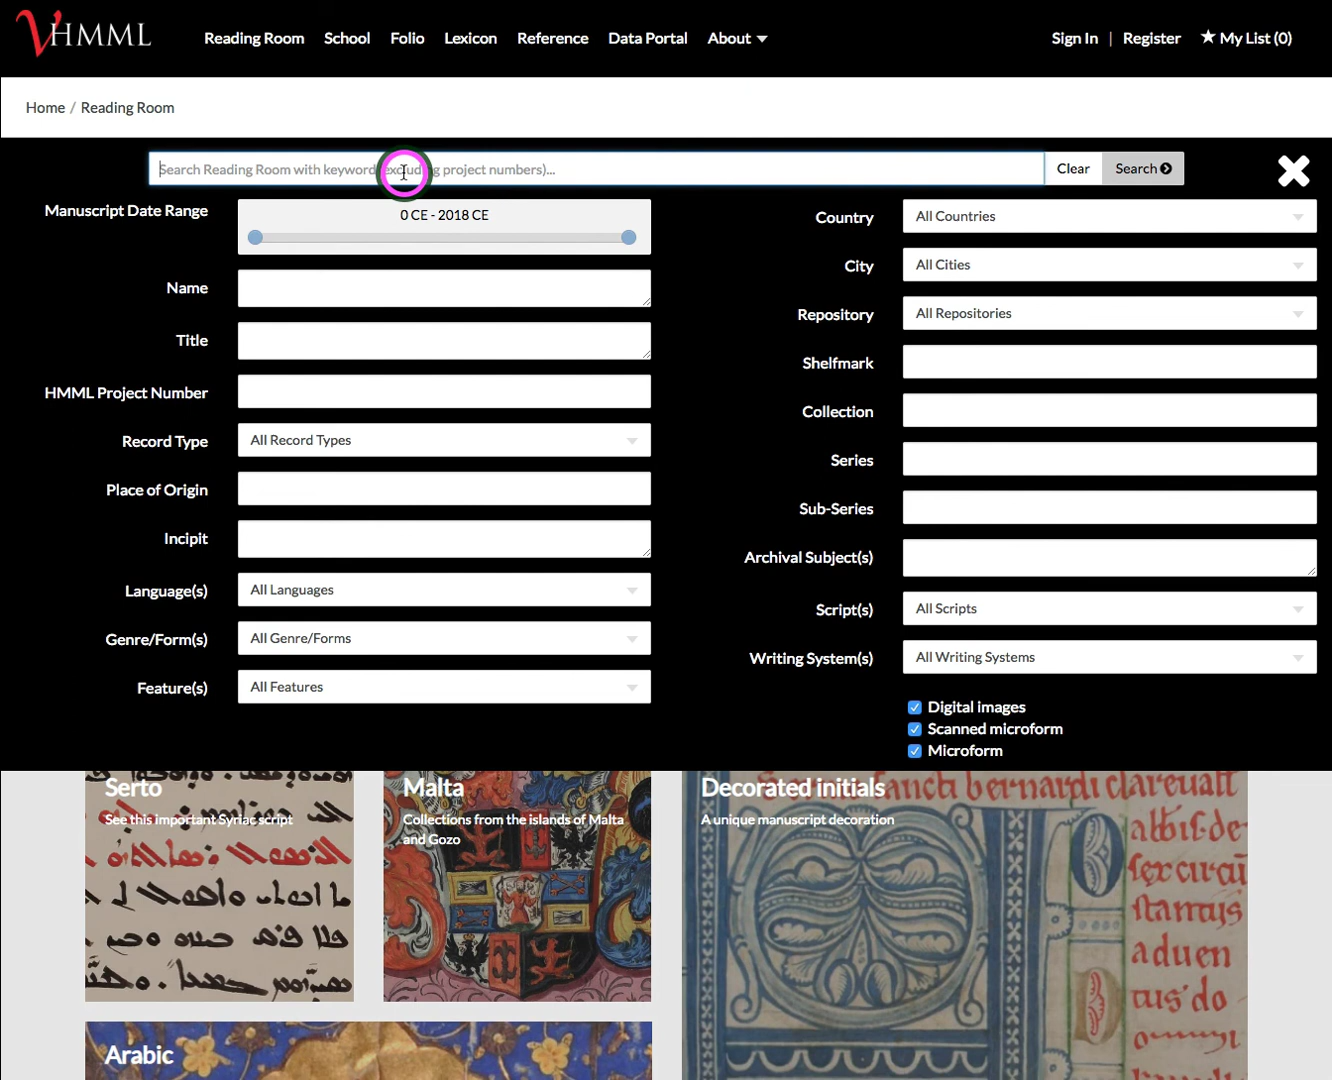 VHMML
Reading Room School Folio Lexicon Reference Data Portal About
Sign In | Register ★ My List (0)
Home / Reading Room
Search Reading Room with keyword (excluding project numbers)...
Clear
Search
Manuscript Date Range
0 CE - 2018 CE
Name
Title
HMML Project Number
Record Type
All Record Types
Place of Origin
Incipit
Language(s)
All Languages
Genre/Form(s)
All Genre/Forms
Feature(s)
All Features
Country
All Countries
City
All Cities
Repository
All Repositories
Shelfmark
Collection
Series
Sub-Series
Archival Subject(s)
Script(s)
All Scripts
Writing System(s)
All Writing Systems
Digital images
Scanned microform
Microform
Serto
See this important Syriac script
Malta
Collections from the islands of Malta
and Gozo
Decorated initials
A unique manuscript decoration
Arabic